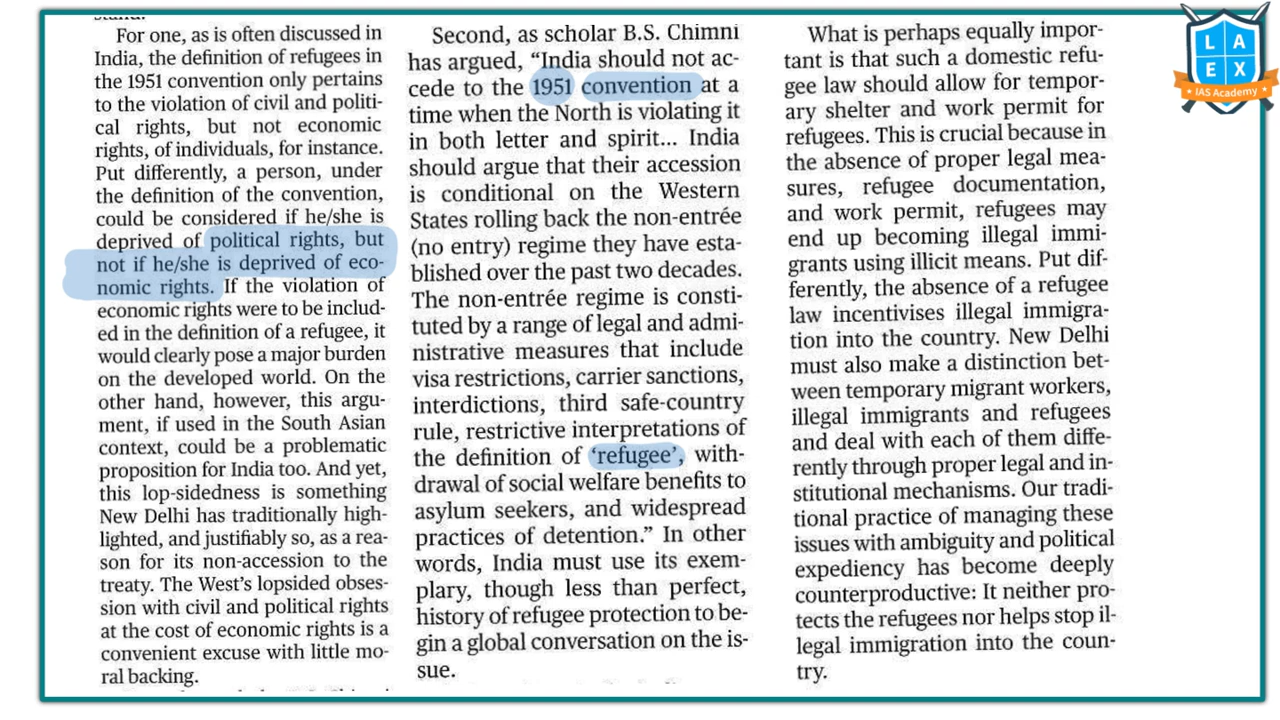 For one, as is often discussed in
India, the definition of refugees in
the 1951 convention only pertains
to the violation of civil and politi-
cal rights, but not economic
rights, of individuals, for instance.
Put differently, a person, under
the definition of the convention,
could be considered if he/she is
deprived of political rights, but
not if he/she is deprived of eco-
nomic rights. If the violation of
economic rights were to be includ-
ed in the definition of a refugee, it
would clearly pose a major burden
on the developed world. On the
other hand, however, this argu-
ment, if used in the South Asian
context, could be a problematic
proposition for India too. And yet,
this lop-sidedness is something
New Delhi has traditionally high-
lighted, and justifiably so, as a rea-
son for its non-accession to the
treaty. The West's lopsided obses-
sion with civil and political rights
at the cost of economic rights is a
convenient excuse with little mo-
ral backing.
Second, as scholar B.S. Chimni
has argued, “India should not ac-
cede to the 1951 convention at a
time when the North is violating it
in both letter and spirit... India
should argue that their accession
is conditional on the Western
States rolling back the non-entrée
(no entry) regime they have esta-
blished over the past two decades.
The non-entrée regime is consti-
tuted by a range of legal and admi-
nistrative measures that include
visa restrictions, carrier sanctions,
interdictions, third safe-country
rule, restrictive interpretations of
the definition of ‘refugee’, with-
drawal of social welfare benefits to
asylum seekers, and widespread
practices of detention.” In other
words, India must use its exem-
plary, though less than perfect,
history of refugee protection to be-
gin a global conversation on the is-
sue.
What is perhaps equally impor-
tant is that such a domestic refu-
gee law should allow for tempor-
ary shelter and work permit for
refugees. This is crucial because in
the absence of proper legal mea-
sures, refugee documentation,
and work permit, refugees may
end up becoming illegal immi-
grants using illicit means. Put dif-
ferently, the absence of a refugee
law incentivises illegal immigra-
tion into the country. New Delhi
must also make a distinction bet-
ween temporary migrant workers,
illegal immigrants and refugees
and deal with each of them diffe-
rently through proper legal and in-
stitutional mechanisms. Our tradi-
tional practice of managing these
issues with ambiguity and political
expediency has become deeply
counterproductive: It neither pro-
tects the refugees nor helps stop il-
legal immigration into the coun-
try.
L A
E X
IAS Academy